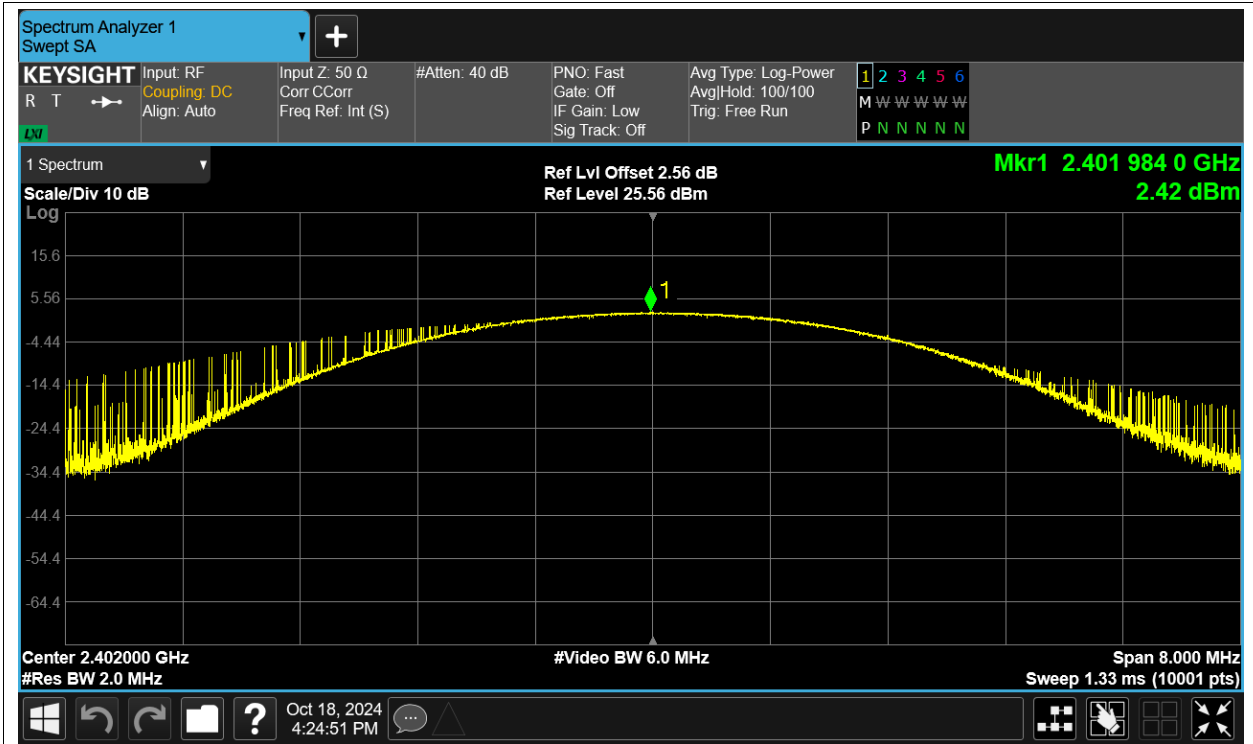 Spectrum Analyzer 1
Swept SA
KEYSIGHT
R T
LXI
Input: RF
Coupling: DC
Align: Auto
Input Z: 50 Ω
Corr CCorr
Freq Ref: Int (S)
#Atten: 40 dB
PNO: Fast
Gate: Off
IF Gain: Low
Sig Track: Off
Avg Type: Log-Power
Avg|Hold: 100/100
Trig: Free Run
1 2 3 4 5 6
M W W W W W
P N N N N N
1 Spectrum
Scale/Div 10 dB
Log
Ref Lvl Offset 2.56 dB
Ref Level 25.56 dBm
Mkr1 2.401 984 0 GHz
2.42 dBm
15.6
5.56
1
-4.44
-14.4
-24.4
-34.4
-44.4
-54.4
-64.4
Center 2.402000 GHz
#Video BW 6.0 MHz
Span 8.000 MHz
#Res BW 2.0 MHz
Sweep 1.33 ms (10001 pts)
?
Oct 18, 2024
4:24:51 PM